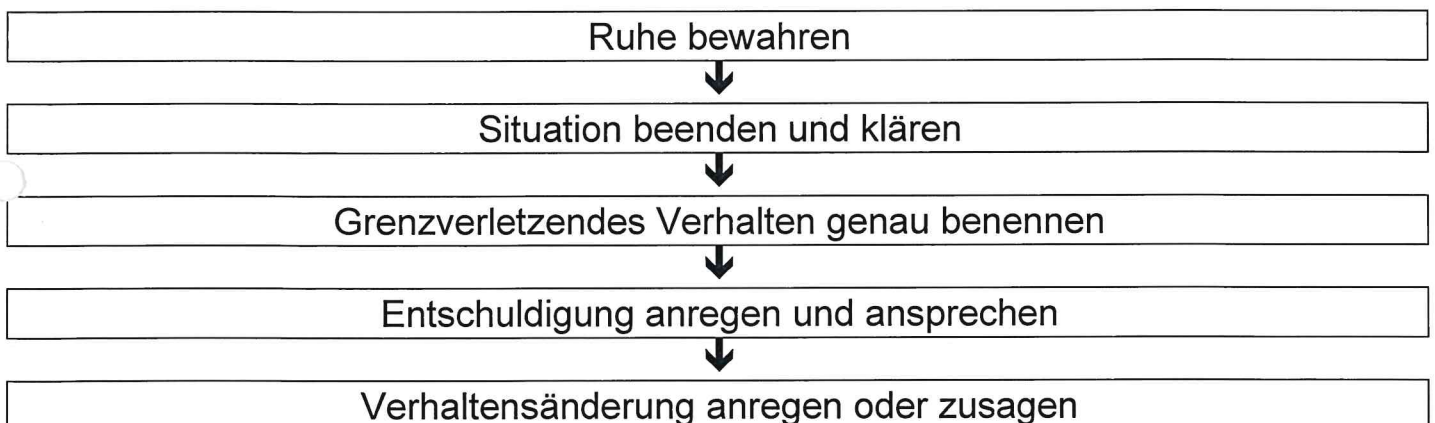 Ruhe bewahren
Situation beenden und klären
Grenzverletzendes Verhalten genau benennen
Entschuldigung anregen und ansprechen
Verhaltensänderung anregen oder zusagen